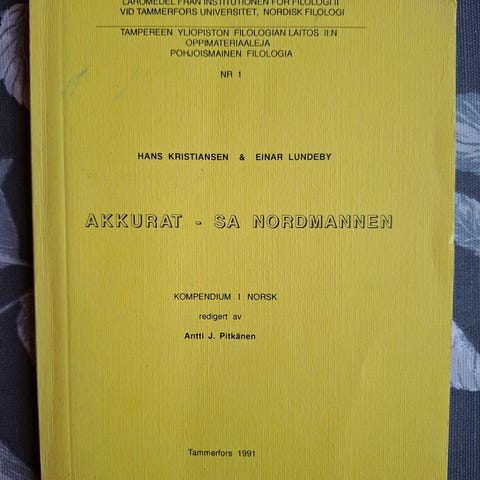 LÄROMEDEL FRÅN INSTITUTIONEN FÖR FILOLOGI II
VID TAMMERFORS UNIVERSITET, NORDISK FILOLOGI
TAMPEREEN YLIOPISTON FILOLOGIAN LAITOS II:N
OPPIMATERIAALEJA
POHJOISMAINEN FILOLOGIA
NR 1
HANS KRISTIANSEN & EINAR LUNDEBY
AKKURAT - SA NORDMANNEN
KOMPENDIUM I NORSK
redigert av
Antti J. Pitkänen
Tammerfors 1991